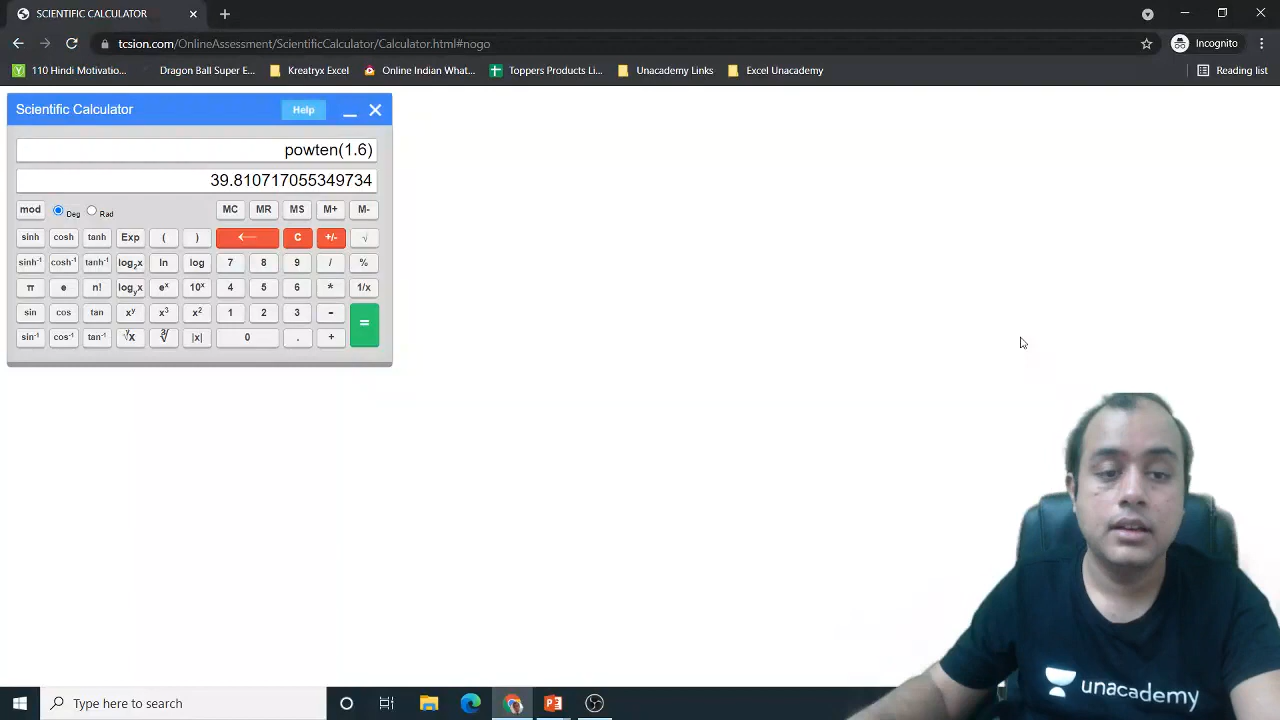 SCIENTIFIC CALCULATOR
tcsion.com/OnlineAssessment/ScientificCalculator/Calculator.html#nogo
Incognito
110 Hindi Motivatio...
Dragon Ball Super E...
Kreatryx Excel
Online Indian What...
Toppers Products Li...
Unacademy Links
Excel Unacademy
Reading list
Scientific Calculator
Help
powten(1.6)
39.810717055349734
mod Deg Rad MC MR MS M+ M-
sinh cosh tanh Exp ( ) ← C +/- √
sinh⁻¹ cosh⁻¹ tanh⁻¹ log₂x ln log 7 8 9 / %
π e n! logᵧx eˣ 10ˣ 4 5 6 * 1/x
sin cos tan xʸ x³ x² 1 2 3 - =
sin⁻¹ cos⁻¹ tan⁻¹ ʸ√x ³√ |x| 0 . +
unacademy
Type here to search